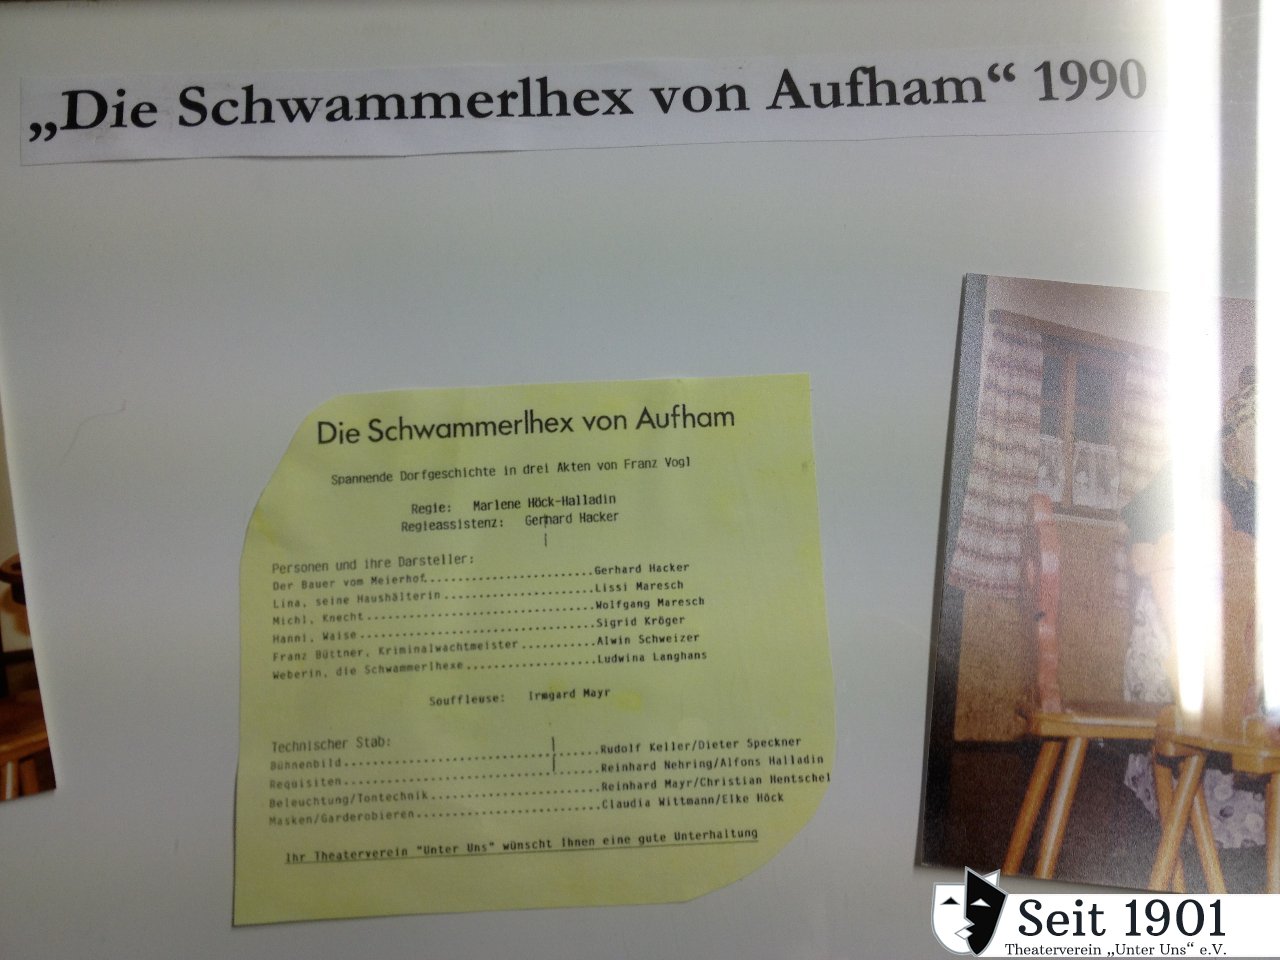 „Die Schwammerlhex von Aufham“ 1990
Die Schwammerlhex von Aufham
Spannende Dorfgeschichte in drei Akten von Franz Vogl
Regie: Marlene Höck-Halladin
Regieassistenz: Gerhard Hacker
Personen und ihre Darsteller:
Der Bauer vom Meierhof..........................Gerhard Hacker
Lina, seine Haushälterin.......................Lissi Maresch
Michl, Knecht...................................Wolfgang Maresch
Hanni, Waise....................................Sigrid Kröger
Franz Büttner, Kriminalwachtmeister...........Alwin Schweizer
Weberin, die Schwammerlhexe....................Ludwina Langhans
Souffleuse: Irmgard Mayr
Technischer Stab:
Bühnenbild.......................................Rudolf Keller/Dieter Speckner
Requisiten.......................................Reinhard Nehring/Alfons Halladin
Beleuchtung/Tontechnik..........................Reinhard Mayr/Christian Hentschel
Masken/Garderobieren............................Claudia Wittmann/Elke Höck
Ihr Theaterverein "Unter Uns" wünscht Ihnen eine gute Unterhaltung
Seit 1901
Theaterverein „Unter Uns“ e.V.